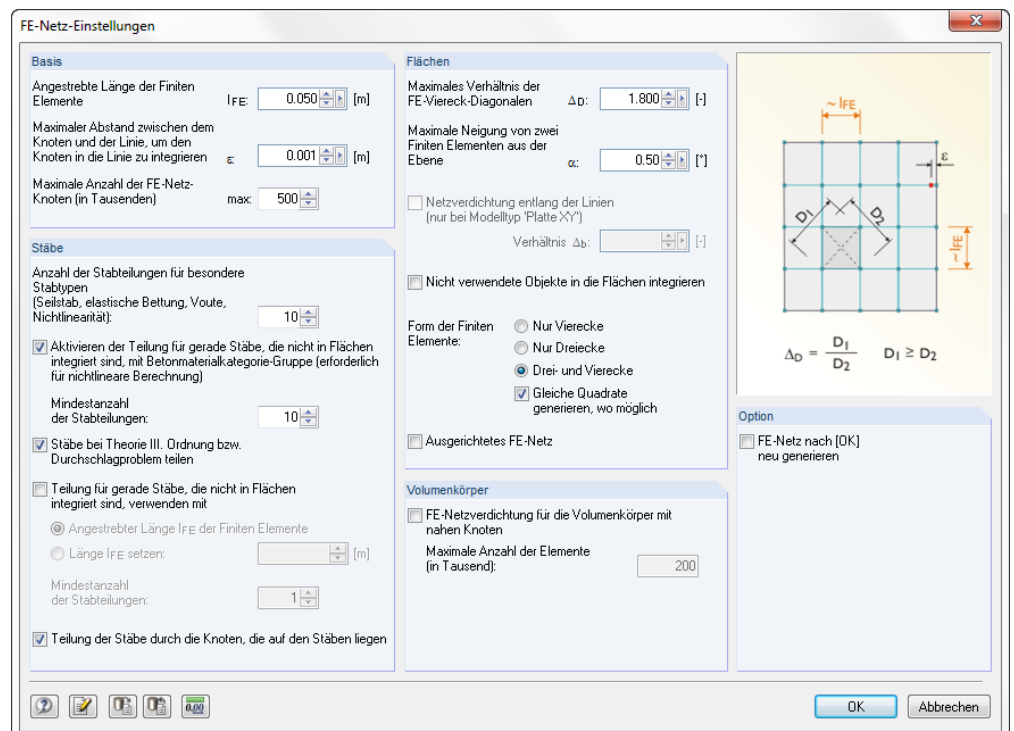 FE-Netz-Einstellungen
Basis
Angestrebte Länge der Finiten
Elemente
lFE:
0.050
[m]
Maximaler Abstand zwischen dem
Knoten und der Linie, um den
Knoten in die Linie zu integrieren
ε:
0.001
[m]
Maximale Anzahl der FE-Netz-
Knoten (in Tausenden)
max:
500
Stäbe
Anzahl der Stabteilungen für besondere
Stabtypen
(Seilstab, elastische Bettung, Voute,
Nichtlinearität):
10
Aktivieren der Teilung für gerade Stäbe, die nicht in Flächen
integriert sind, mit Betonmaterialkategorie-Gruppe (erforderlich
für nichtlineare Berechnung)
Mindestanzahl
der Stabteilungen:
10
Stäbe bei Theorie III. Ordnung bzw.
Durchschlagproblem teilen
Teilung für gerade Stäbe, die nicht in Flächen
integriert sind, verwenden mit
Angestrebter Länge lFE der Finiten Elemente
Länge lFE setzen:
[m]
Mindestanzahl
der Stabteilungen:
1
Teilung der Stäbe durch die Knoten, die auf den Stäben liegen
Flächen
Maximales Verhältnis der
FE-Viereck-Diagonalen
ΔD:
1.800
[-]
Maximale Neigung von zwei
Finiten Elementen aus der
Ebene
α:
0.50
[°]
Netzverdichtung entlang der Linien
(nur bei Modelltyp 'Platte XY')
Verhältnis Δb:
[-]
Nicht verwendete Objekte in die Flächen integrieren
Form der Finiten
Elemente:
Nur Vierecke
Nur Dreiecke
Drei- und Vierecke
Gleiche Quadrate
generieren, wo möglich
Ausgerichtetes FE-Netz
Volumenkörper
FE-Netzverdichtung für die Volumenkörper mit
nahen Knoten
Maximale Anzahl der Elemente
(in Tausend):
200
~ lFE
ε
D1
D2
~ lFE
ΔD = D1 / D2   D1 ≥ D2
Option
FE-Netz nach [OK]
neu generieren
0.00
OK
Abbrechen